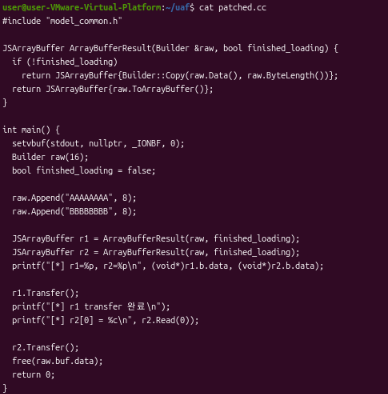 user@user-VMware-Virtual-Platform:~/uaf$ cat patched.cc
#include "model_common.h"

JSArrayBuffer ArrayBufferResult(Builder &raw, bool finished_loading) {
  if (!finished_loading)
    return JSArrayBuffer{Builder::Copy(raw.Data(), raw.ByteLength())};
  return JSArrayBuffer{raw.ToArrayBuffer()};
}

int main() {
  setvbuf(stdout, nullptr, _IONBF, 0);
  Builder raw(16);
  bool finished_loading = false;

  raw.Append("AAAAAAAA", 8);
  raw.Append("BBBBBBBB", 8);

  JSArrayBuffer r1 = ArrayBufferResult(raw, finished_loading);
  JSArrayBuffer r2 = ArrayBufferResult(raw, finished_loading);
  printf("[*] r1=%p, r2=%p\n", (void*)r1.b.data, (void*)r2.b.data);

  r1.Transfer();
  printf("[*] r1 transfer 완료\n");
  printf("[*] r2[0] = %c\n", r2.Read(0));

  r2.Transfer();
  free(raw.buf.data);
  return 0;
}